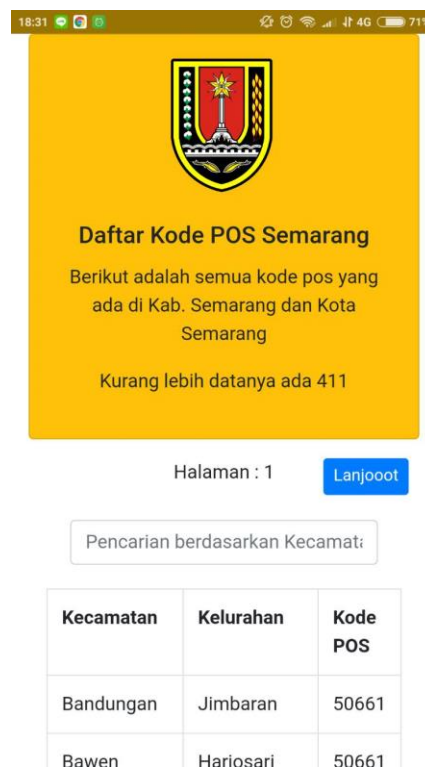 18:31 4G 71%
Daftar Kode POS Semarang
Berikut adalah semua kode pos yang
ada di Kab. Semarang dan Kota
Semarang
Kurang lebih datanya ada 411
Halaman : 1 Lanjooot
Pencarian berdasarkan Kecamata
Kecamatan Kelurahan Kode
POS
Bandungan Jimbaran 50661
Bawen Harjosari 50661